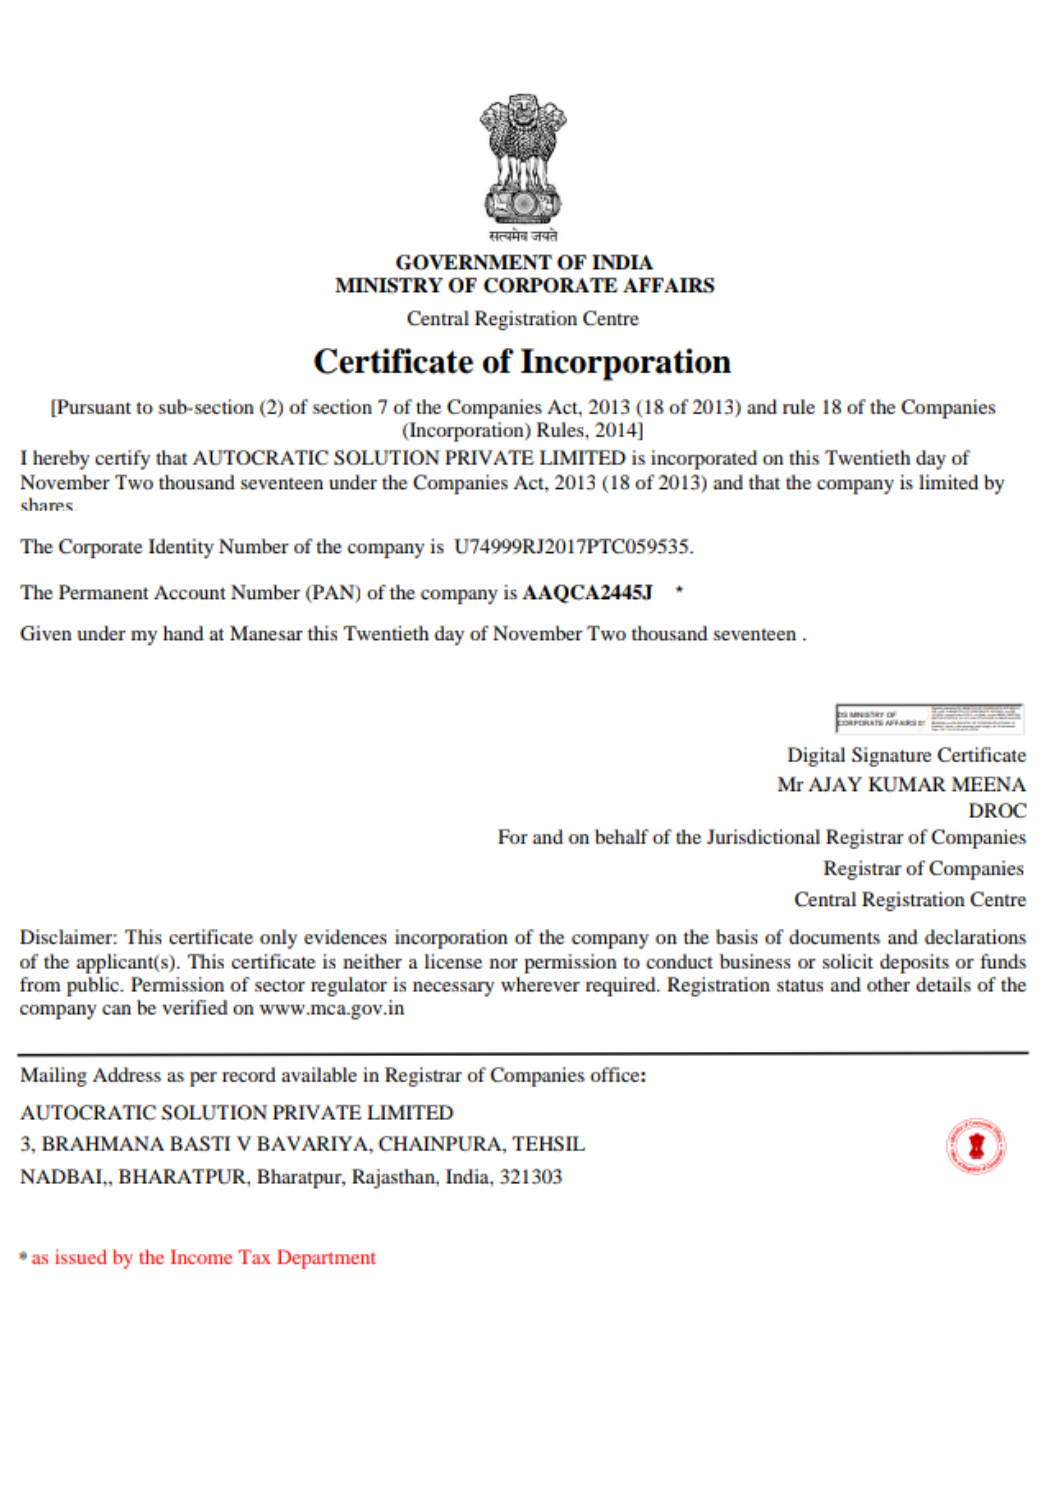 सत्यमेव जयते
GOVERNMENT OF INDIA
MINISTRY OF CORPORATE AFFAIRS
Central Registration Centre
Certificate of Incorporation
[Pursuant to sub-section (2) of section 7 of the Companies Act, 2013 (18 of 2013) and rule 18 of the Companies
(Incorporation) Rules, 2014]
I hereby certify that AUTOCRATIC SOLUTION PRIVATE LIMITED is incorporated on this Twentieth day of
November Two thousand seventeen under the Companies Act, 2013 (18 of 2013) and that the company is limited by
shares
The Corporate Identity Number of the company is U74999RJ2017PTC059535.
The Permanent Account Number (PAN) of the company is AAQCA2445J *
Given under my hand at Manesar this Twentieth day of November Two thousand seventeen .
DS MINISTRY OF
CORPORATE AFFAIRS 01
Digital Signature Certificate
Mr AJAY KUMAR MEENA
DROC
For and on behalf of the Jurisdictional Registrar of Companies
Registrar of Companies
Central Registration Centre
Disclaimer: This certificate only evidences incorporation of the company on the basis of documents and declarations
of the applicant(s). This certificate is neither a license nor permission to conduct business or solicit deposits or funds
from public. Permission of sector regulator is necessary wherever required. Registration status and other details of the
company can be verified on www.mca.gov.in
Mailing Address as per record available in Registrar of Companies office:
AUTOCRATIC SOLUTION PRIVATE LIMITED
3, BRAHMANA BASTI V BAVARIYA, CHAINPURA, TEHSIL
NADBAI,, BHARATPUR, Bharatpur, Rajasthan, India, 321303
* as issued by the Income Tax Department